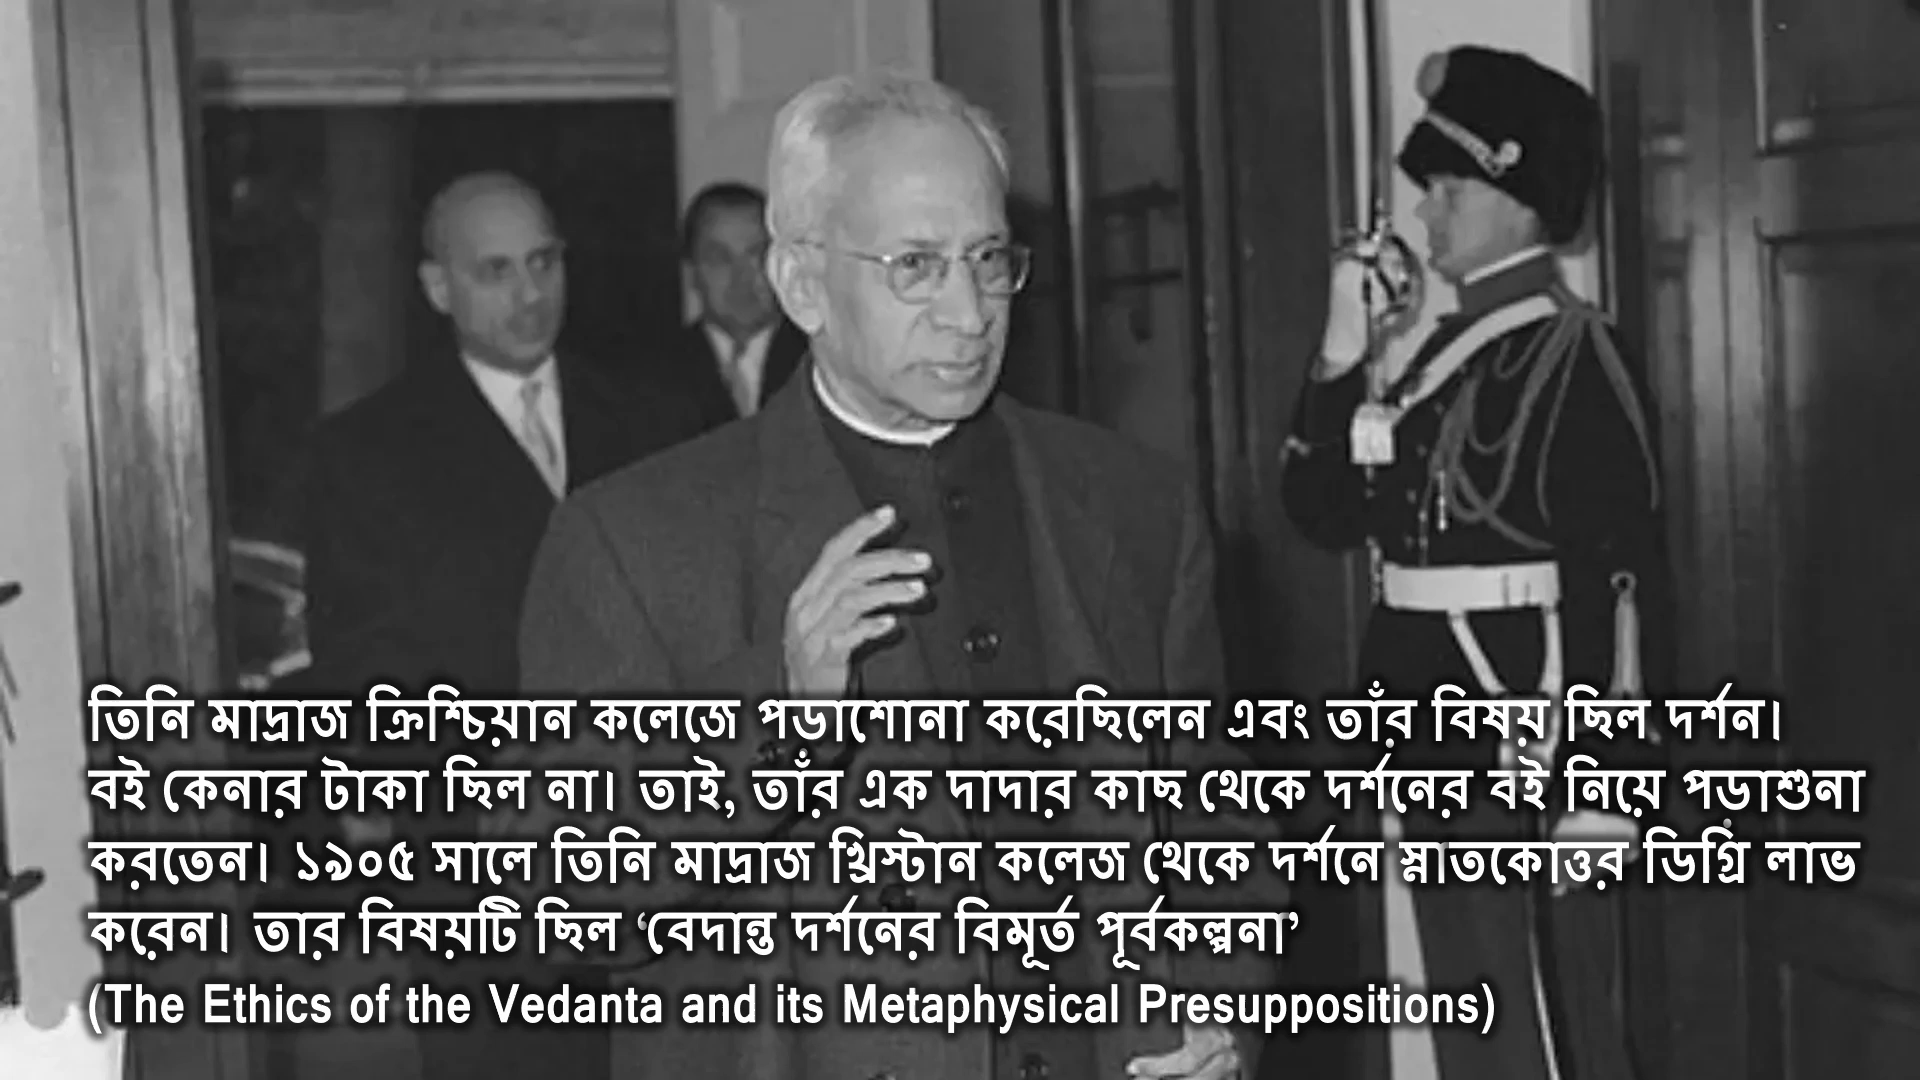 তিনি মাদ্রাজ ক্রিশ্চিয়ান কলেজে পড়াশোনা করেছিলেন এবং তাঁর বিষয় ছিল দর্শন।
বই কেনার টাকা ছিল না। তাই, তাঁর এক দাদার কাছ থেকে দর্শনের বই নিয়ে পড়াশুনা
করতেন। ১৯০৫ সালে তিনি মাদ্রাজ খ্রিস্টান কলেজ থেকে দর্শনে স্নাতকোত্তর ডিগ্রি লাভ
করেন। তার বিষয়টি ছিল ‘বেদান্ত দর্শনের বিমূর্ত পূর্বকল্পনা’
(The Ethics of the Vedanta and its Metaphysical Presuppositions)